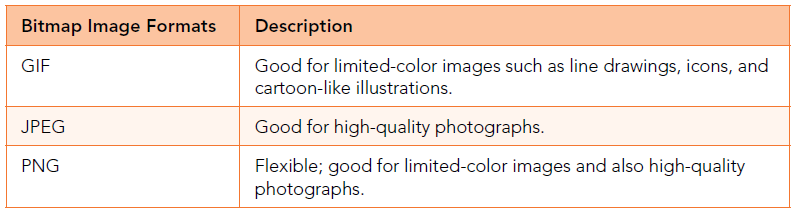 Bitmap Image Formats Description
GIF Good for limited-color images such as line drawings, icons, and
cartoon-like illustrations.
JPEG Good for high-quality photographs.
PNG Flexible; good for limited-color images and also high-quality
photographs.